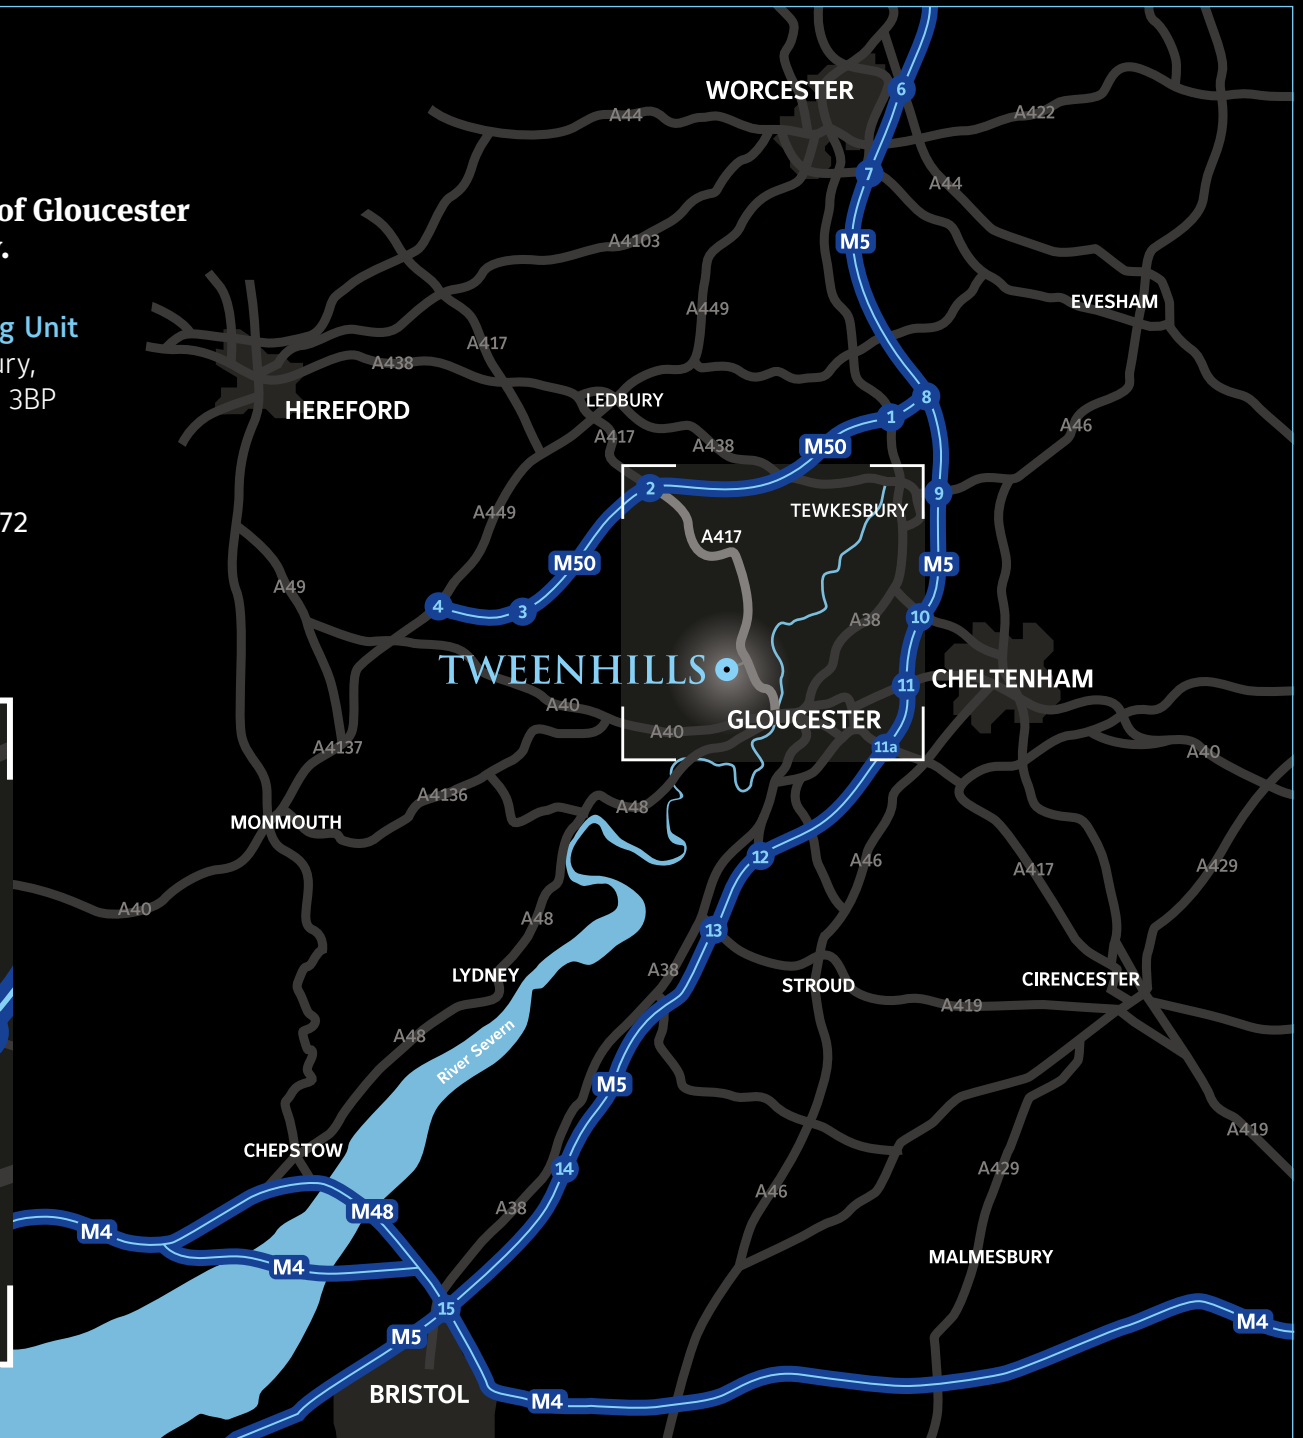 of Gloucester
g Unit
ury,
3BP
72
WORCESTER
6
A44
A422
7
A44
A4103
M5
EVESHAM
A449
A417
A438
HEREFORD
LEDBURY
8
1
A417
A438
M50
A46
2
9
TEWKESBURY
A449
A417
M50
M5
A49
4
3
10
A38
TWEENHILLS
11
CHELTENHAM
A40
GLOUCESTER
A40
11a
A4137
A40
A4136
A48
MONMOUTH
12
A46
A417
A429
A40
A48
13
A38
LYDNEY
STROUD
CIRENCESTER
A419
A48
River Severn
M5
A419
CHEPSTOW
14
A429
A46
M48
A38
M4
M4
MALMESBURY
15
M4
M5
BRISTOL
M4